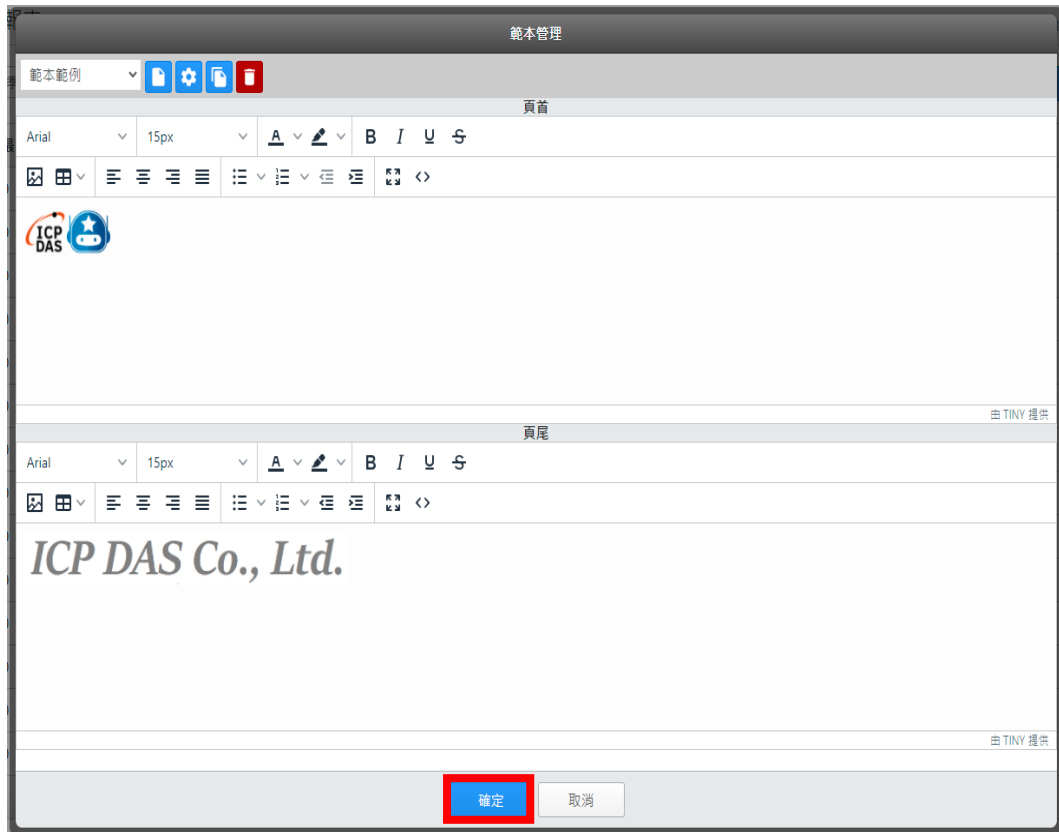 範本管理
範本範例
頁首
Arial 15px A B I U S
ICP
DAS
由 TINY 提供
頁尾
Arial 15px A B I U S
ICP DAS Co., Ltd.
由 TINY 提供
確定 取消